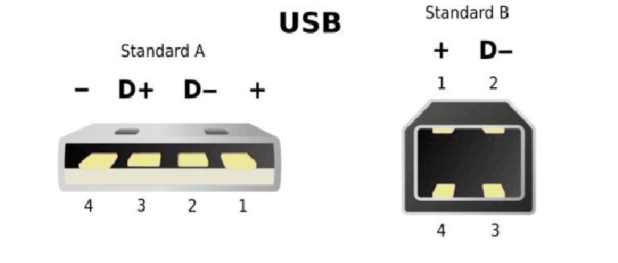 USB
Standard A
− D+ D− +
4 3 2 1
Standard B
+ D−
1 2
4 3